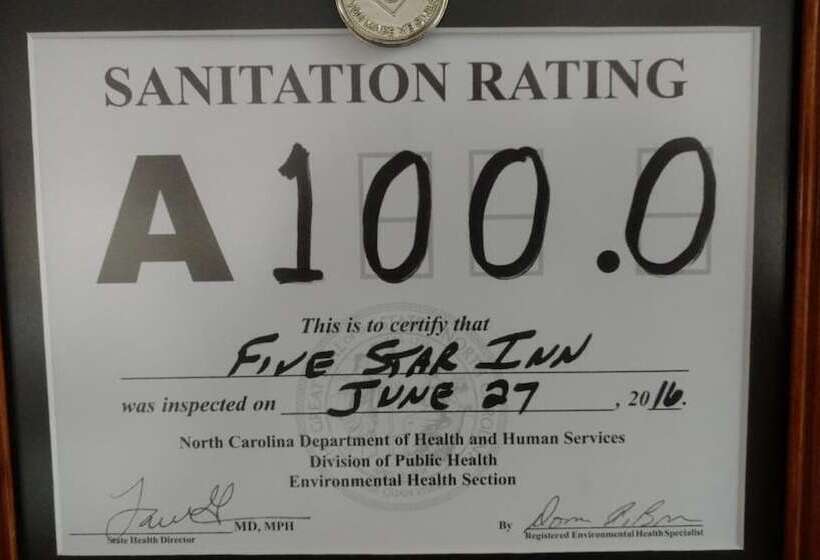 SANITATION RATING
A 100.0
This is to certify that
FIVE STAR INN
was inspected on JUNE 27, 2016.
North Carolina Department of Health and Human Services
Division of Public Health
Environmental Health Section
MD, MPH
State Health Director
By
Registered Environmental Health Specialist